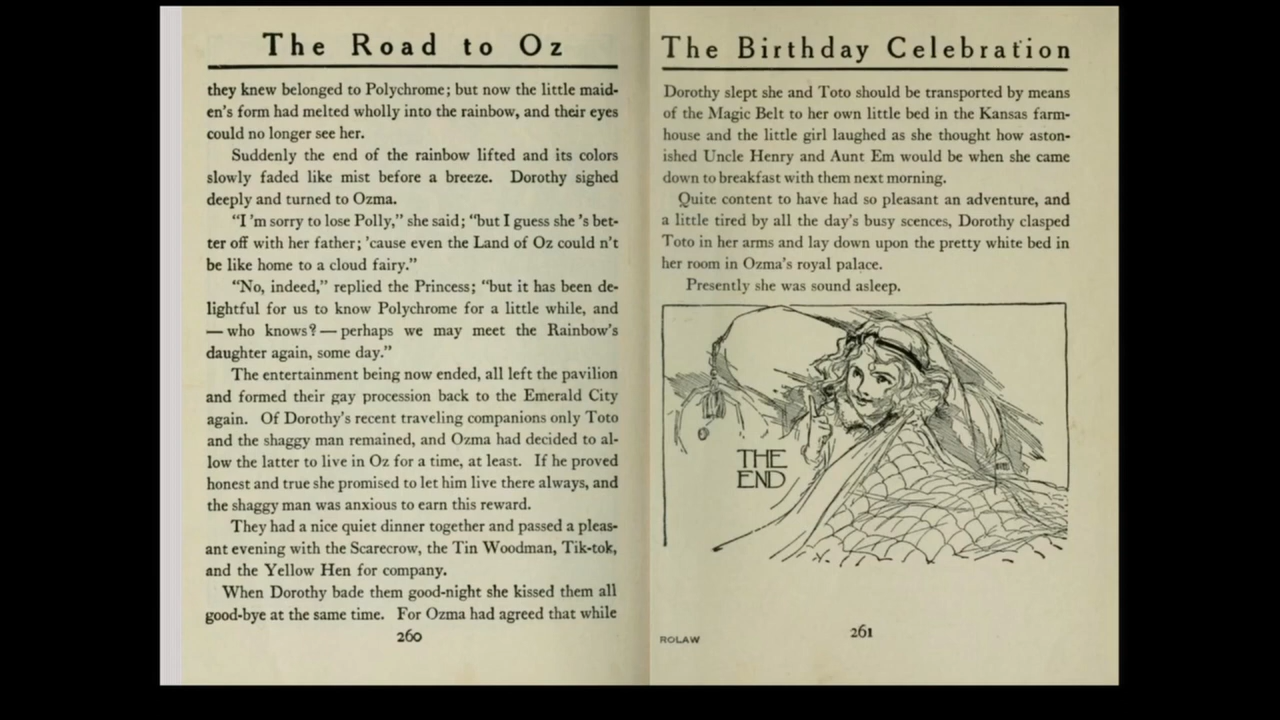 The Road to Oz
they knew belonged to Polychrome; but now the little maid-
en's form had melted wholly into the rainbow, and their eyes
could no longer see her.
Suddenly the end of the rainbow lifted and its colors
slowly faded like mist before a breeze. Dorothy sighed
deeply and turned to Ozma.
“I 'm sorry to lose Polly,” she said; “but I guess she 's bet-
ter off with her father; 'cause even the Land of Oz could n't
be like home to a cloud fairy.”
“No, indeed,” replied the Princess; “but it has been de-
lightful for us to know Polychrome for a little while, and
— who knows? — perhaps we may meet the Rainbow's
daughter again, some day.”
The entertainment being now ended, all left the pavilion
and formed their gay procession back to the Emerald City
again. Of Dorothy's recent traveling companions only Toto
and the shaggy man remained, and Ozma had decided to al-
low the latter to live in Oz for a time, at least. If he proved
honest and true she promised to let him live there always, and
the shaggy man was anxious to earn this reward.
They had a nice quiet dinner together and passed a pleas-
ant evening with the Scarecrow, the Tin Woodman, Tik-tok,
and the Yellow Hen for company.
When Dorothy bade them good-night she kissed them all
good-bye at the same time. For Ozma had agreed that while
260
The Birthday Celebration
Dorothy slept she and Toto should be transported by means
of the Magic Belt to her own little bed in the Kansas farm-
house and the little girl laughed as she thought how aston-
ished Uncle Henry and Aunt Em would be when she came
down to breakfast with them next morning.
Quite content to have had so pleasant an adventure, and
a little tired by all the day's busy scences, Dorothy clasped
Toto in her arms and lay down upon the pretty white bed in
her room in Ozma's royal palace.
Presently she was sound asleep.
THE
END
261
ROLAW